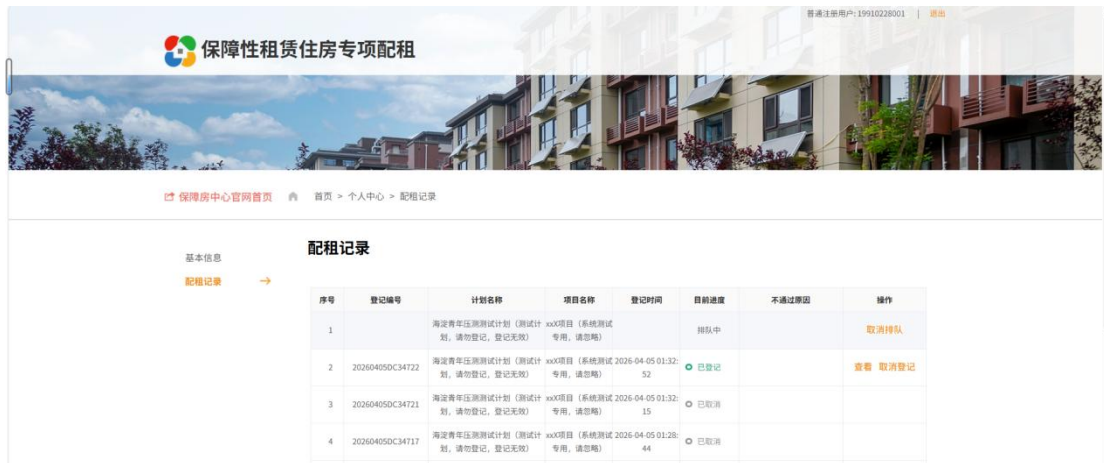 普通注册用户: 19910228001 | 退出
保障性租赁住房专项配租
保障房中心官网首页 首页 > 个人中心 > 配租记录
基本信息
配租记录
配租记录
序号 登记编号 计划名称 项目名称 登记时间 目前进度 不通过原因 操作
1 海淀青年压测测试计划（测试计划，请勿登记，登记无效） xxX项目（系统测试专用，请忽略） 排队中 取消排队
2 20260405DC34722 海淀青年压测测试计划（测试计划，请勿登记，登记无效） xxX项目（系统测试专用，请忽略） 2026-04-05 01:32:52 已登记 查看 取消登记
3 20260405DC34721 海淀青年压测测试计划（测试计划，请勿登记，登记无效） xxX项目（系统测试专用，请忽略） 2026-04-05 01:32:15 已取消
4 20260405DC34717 海淀青年压测测试计划（测试计划，请勿登记，登记无效） xxX项目（系统测试专用，请忽略） 2026-04-05 01:28:44 已取消